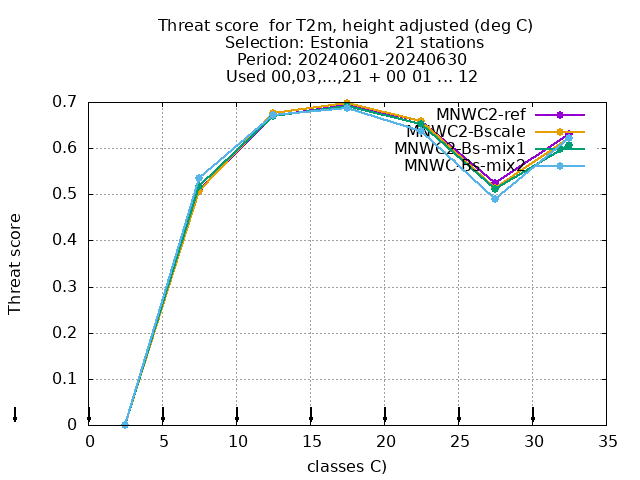 Threat score  for T2m, height adjusted (deg C)
Selection: Estonia     21 stations
Period: 20240601-20240630
Used 00,03,...,21 + 00 01 ... 12
MNWC2-ref
MNWC2-Bscale
MNWC2-Bs-mix1
MNWC-Bs-mix2
Threat score
0.7
0.6
0.5
0.4
0.3
0.2
0.1
0
0 5 10 15 20 25 30 35
classes C)